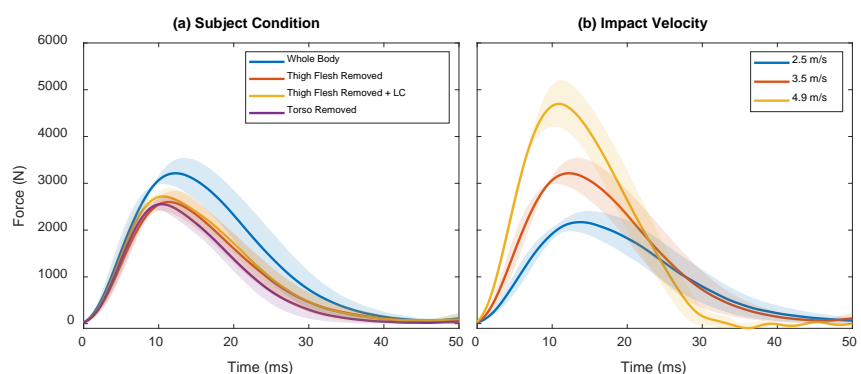 (a) Subject Condition
(b) Impact Velocity
6000
5000
4000
3000
2000
1000
0
Force (N)
Whole Body
Thigh Flesh Removed
Thigh Flesh Removed + LC
Torso Removed
0 10 20 30 40 50
Time (ms)
2.5 m/s
3.5 m/s
4.9 m/s
0 10 20 30 40 50
Time (ms)